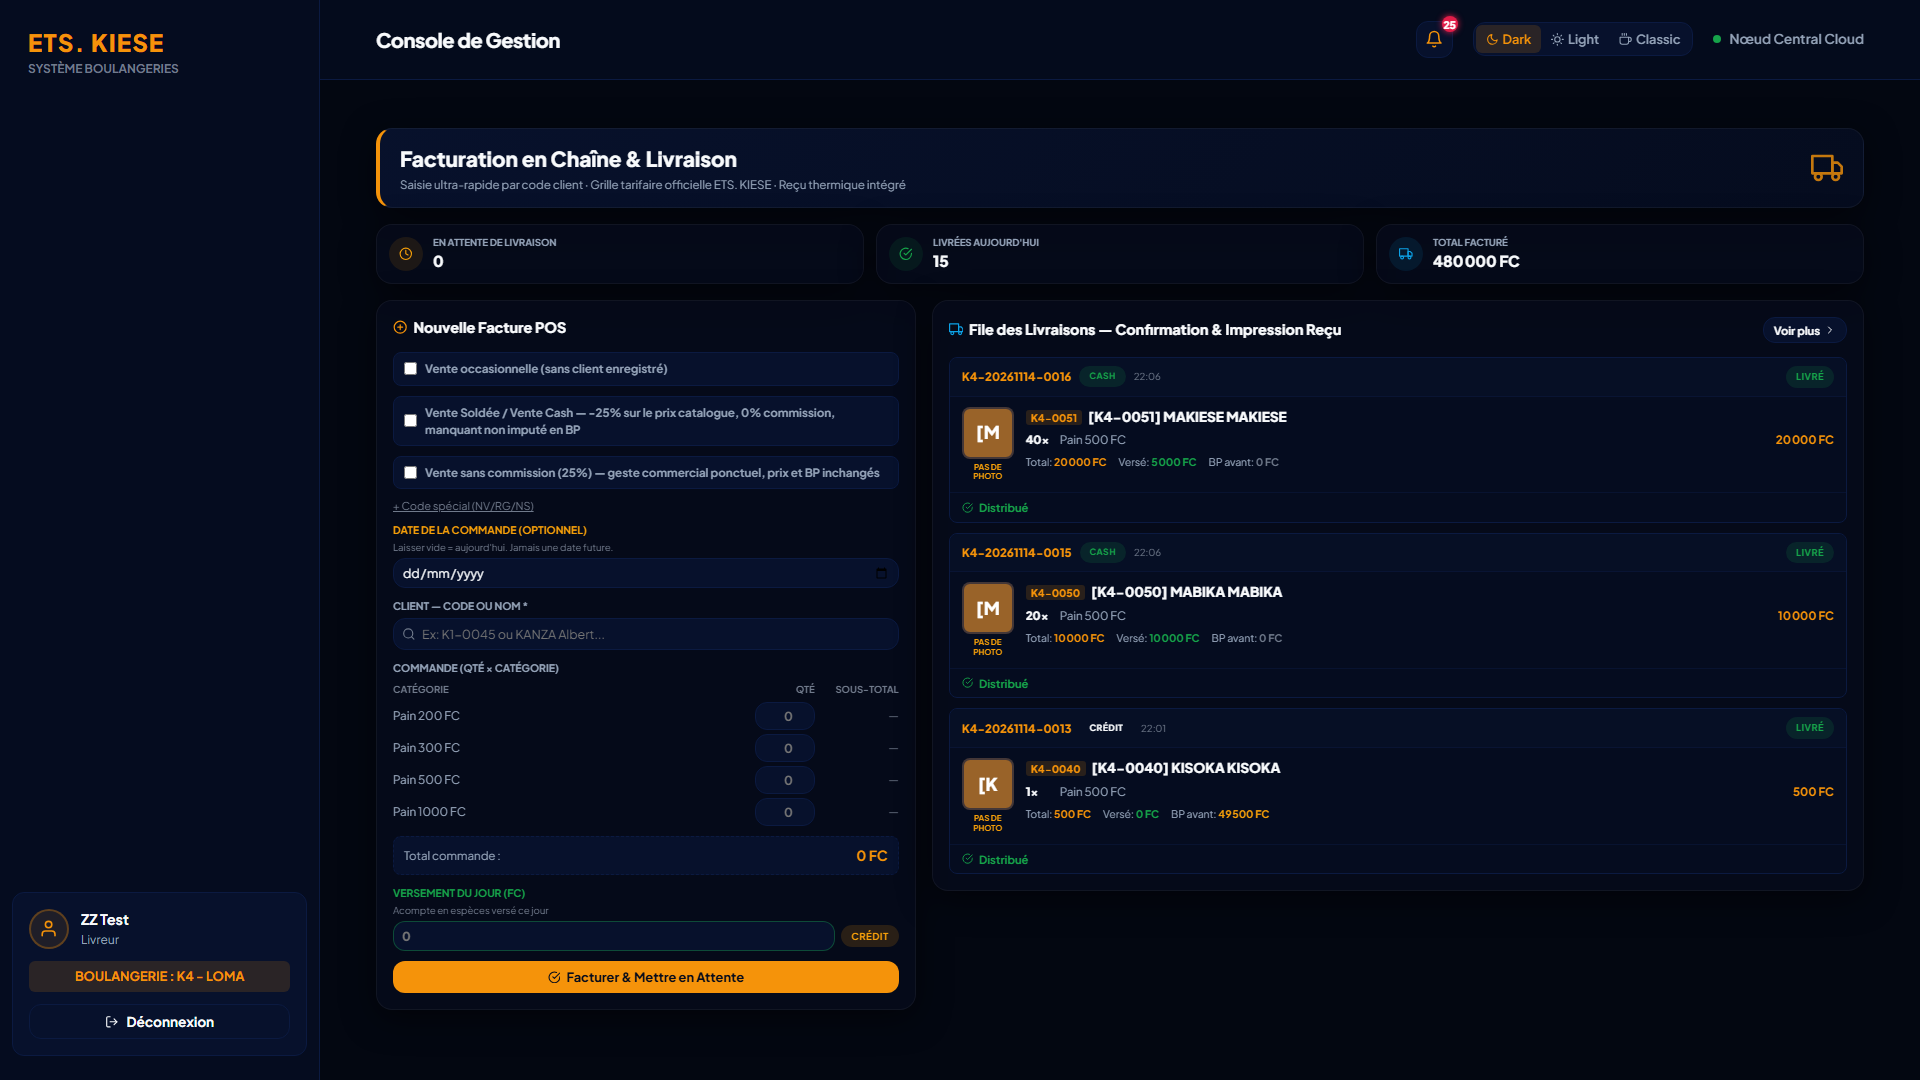 ETS. KIESE
SYSTÈME BOULANGERIES
ZZ Test
Livreur
BOULANGERIE : K4 - LOMA
Déconnexion
Console de Gestion
25
Dark
Light
Classic
Nœud Central Cloud
Facturation en Chaîne & Livraison
Saisie ultra-rapide par code client · Grille tarifaire officielle ETS. KIESE · Reçu thermique intégré
EN ATTENTE DE LIVRAISON
0
LIVRÉES AUJOURD'HUI
15
TOTAL FACTURÉ
480 000 FC
Nouvelle Facture POS
Vente occasionnelle (sans client enregistré)
Vente Soldée / Vente Cash — -25% sur le prix catalogue, 0% commission,
manquant non imputé en BP
Vente sans commission (25%) — geste commercial ponctuel, prix et BP inchangés
+ Code spécial (NV/RG/NS)
DATE DE LA COMMANDE (OPTIONNEL)
Laisser vide = aujourd'hui. Jamais une date future.
dd/mm/yyyy
CLIENT — CODE OU NOM *
Ex: K1-0045 ou KANZA Albert...
COMMANDE (QTÉ × CATÉGORIE)
CATÉGORIE QTÉ SOUS-TOTAL
Pain 200 FC 0 —
Pain 300 FC 0 —
Pain 500 FC 0 —
Pain 1000 FC 0 —
Total commande : 0 FC
VERSEMENT DU JOUR (FC)
Acompte en espèces versé ce jour
0 CRÉDIT
Facturer & Mettre en Attente
File des Livraisons — Confirmation & Impression Reçu
Voir plus
K4-20261114-0016 CASH 22:06 LIVRÉ
[M
PAS DE
PHOTO
K4-0051 [K4-0051] MAKIESE MAKIESE
40× Pain 500 FC 20 000 FC
Total: 20 000 FC Versé: 5 000 FC BP avant: 0 FC
Distribué
K4-20261114-0015 CASH 22:06 LIVRÉ
[M
PAS DE
PHOTO
K4-0050 [K4-0050] MABIKA MABIKA
20× Pain 500 FC 10 000 FC
Total: 10 000 FC Versé: 10 000 FC BP avant: 0 FC
Distribué
K4-20261114-0013 CRÉDIT 22:01 LIVRÉ
[K
PAS DE
PHOTO
K4-0040 [K4-0040] KISOKA KISOKA
1× Pain 500 FC 500 FC
Total: 500 FC Versé: 0 FC BP avant: 49 500 FC
Distribué